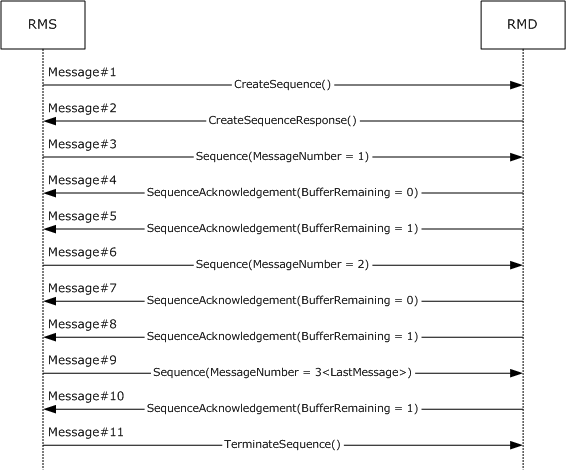 RMS RMD
Message#1
CreateSequence()
Message#2
CreateSequenceResponse()
Message#3
Sequence(MessageNumber = 1)
Message#4
SequenceAcknowledgement(BufferRemaining = 0)
Message#5
SequenceAcknowledgement(BufferRemaining = 1)
Message#6
Sequence(MessageNumber = 2)
Message#7
SequenceAcknowledgement(BufferRemaining = 0)
Message#8
SequenceAcknowledgement(BufferRemaining = 1)
Message#9
Sequence(MessageNumber = 3<LastMessage>)
Message#10
SequenceAcknowledgement(BufferRemaining = 1)
Message#11
TerminateSequence()